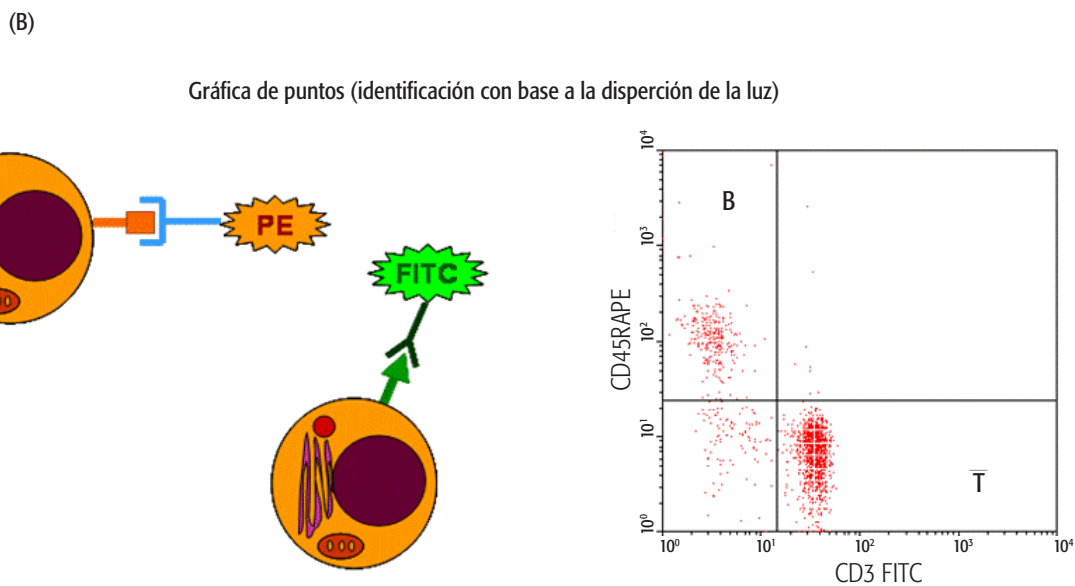 (B)
Gráfica de puntos (identificación con base a la disperción de la luz)
PE
FITC
B
T
CD45RAPE
10⁴
10³
10²
10¹
10⁰
10⁰ 10¹ 10² 10³ 10⁴
CD3 FITC